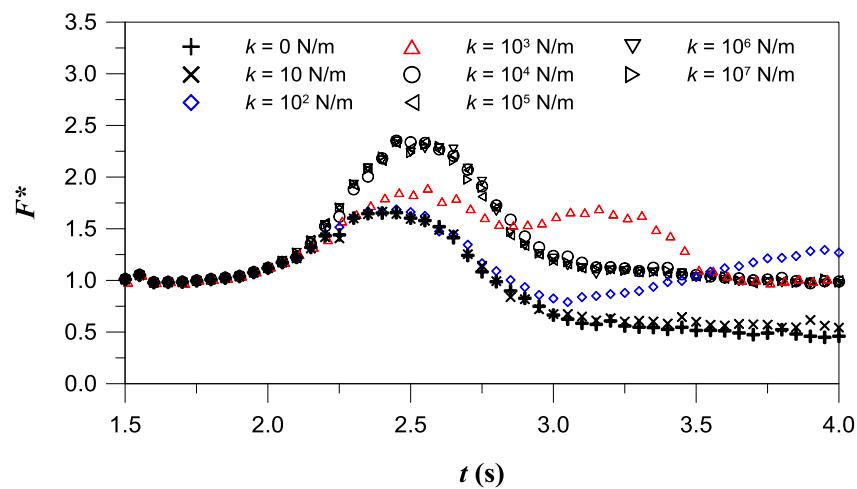 3.5
3.0
2.5
2.0
1.5
1.0
0.5
0.0
F*
k = 0 N/m
k = 10 N/m
k = 10² N/m
k = 10³ N/m
k = 10⁴ N/m
k = 10⁵ N/m
k = 10⁶ N/m
k = 10⁷ N/m
1.5 2.0 2.5 3.0 3.5 4.0
t (s)